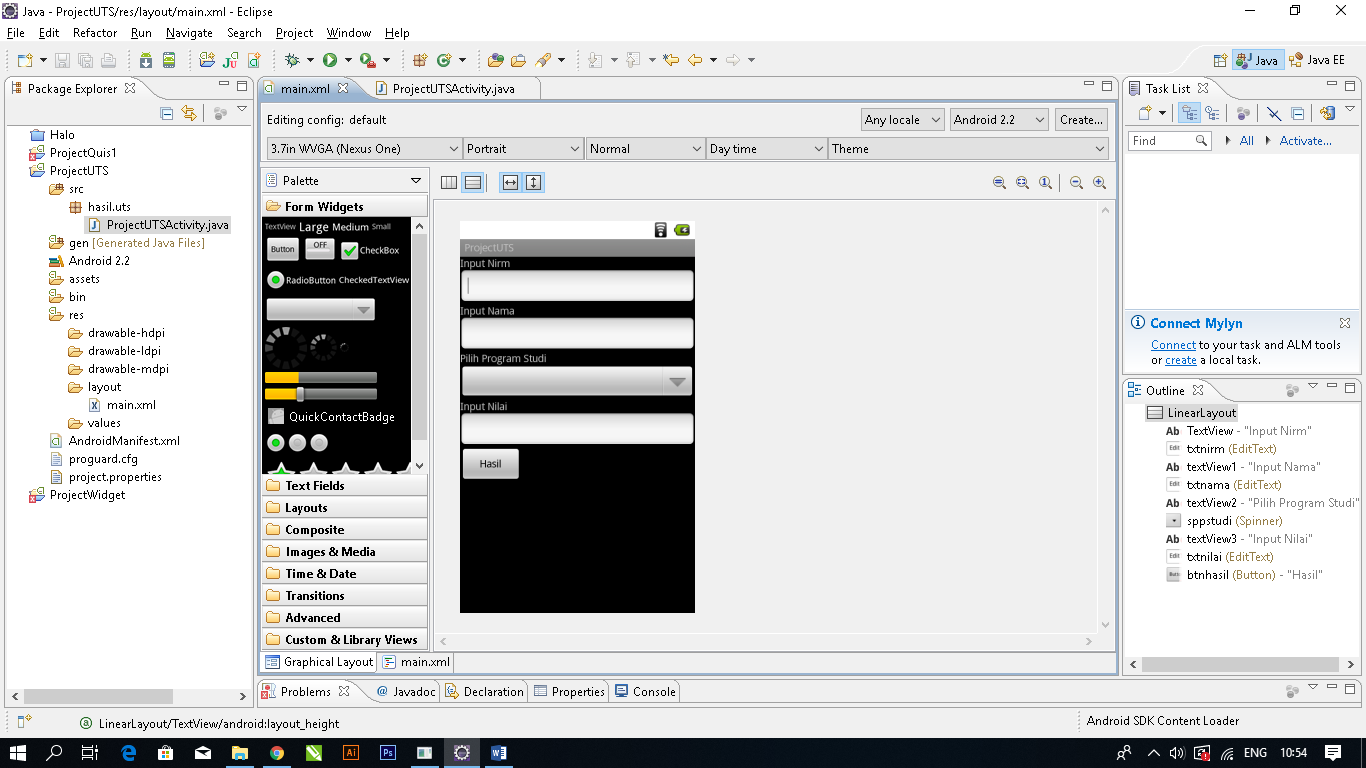 Java - ProjectUTS/res/layout/main.xml - Eclipse
File Edit Refactor Run Navigate Search Project Window Help
Java Java EE
Package Explorer
Halo
ProjectQuis1
ProjectUTS
src
hasil.uts
ProjectUTSActivity.java
gen [Generated Java Files]
Android 2.2
assets
bin
res
drawable-hdpi
drawable-ldpi
drawable-mdpi
layout
main.xml
values
AndroidManifest.xml
proguard.cfg
project.properties
ProjectWidget
main.xml ProjectUTSActivity.java
Editing config: default Any locale Android 2.2 Create...
3.7in WVGA (Nexus One) Portrait Normal Day time Theme
Palette
Form Widgets
TextView Large Medium Small
Button OFF CheckBox
RadioButton CheckedTextView
QuickContactBadge
Text Fields
Layouts
Composite
Images & Media
Time & Date
Transitions
Advanced
Custom & Library Views
ProjectUTS
Input Nirm
Input Nama
Pilih Program Studi
Input Nilai
Hasil
Graphical Layout main.xml
Task List
Find All Activate...
Connect Mylyn
Connect to your task and ALM tools
or create a local task.
Outline
LinearLayout
Ab TextView - "Input Nirm"
txtnirm (EditText)
Ab textView1 - "Input Nama"
txtnama (EditText)
Ab textView2 - "Pilih Program Studi"
sppstudi (Spinner)
Ab textView3 - "Input Nilai"
txtnilai (EditText)
btnhasil (Button) - "Hasil"
Problems @ Javadoc Declaration Properties Console
LinearLayout/TextView/android:layout_height
Android SDK Content Loader
ENG 10:54